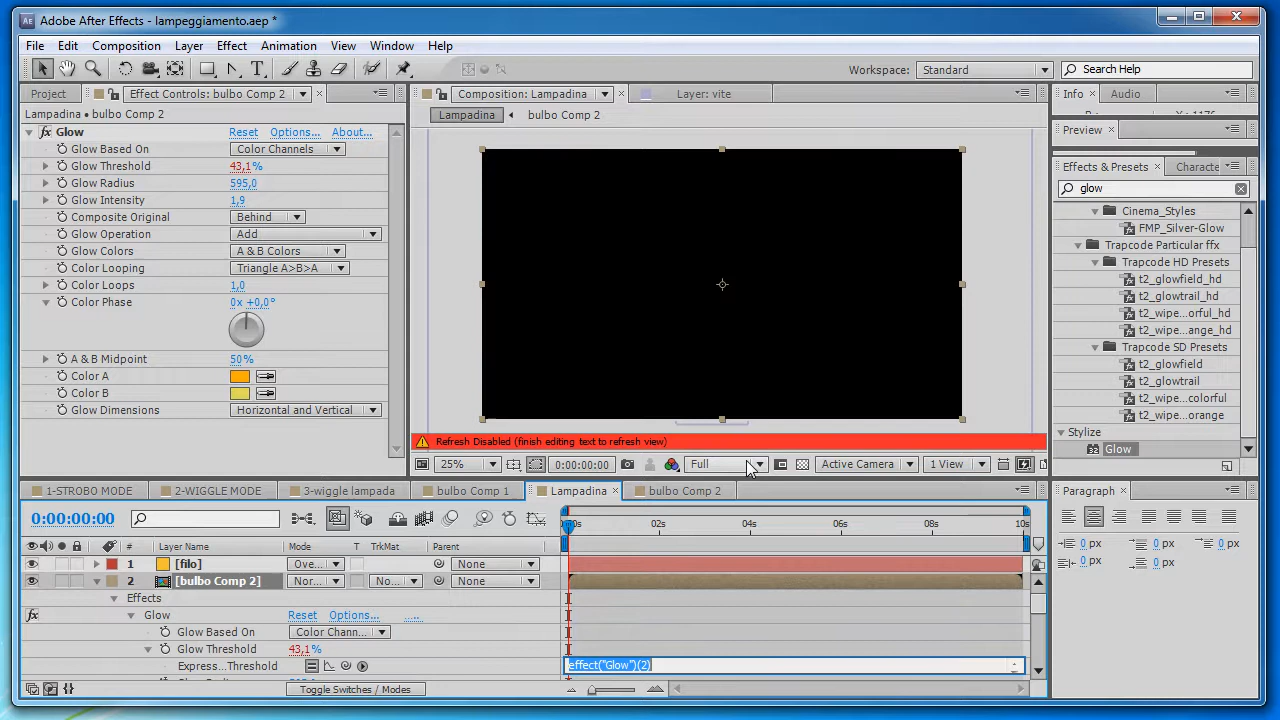 Adobe After Effects - lampeggiamento.aep *
File Edit Composition Layer Effect Animation View Window Help
Workspace: Standard Search Help
Project Effect Controls: bulbo Comp 2
Lampadina • bulbo Comp 2
Glow Reset Options... About...
Glow Based On Color Channels
Glow Threshold 43,1%
Glow Radius 595,0
Glow Intensity 1,9
Composite Original Behind
Glow Operation Add
Glow Colors A & B Colors
Color Looping Triangle A>B>A
Color Loops 1,0
Color Phase 0x +0,0°
A & B Midpoint 50%
Color A
Color B
Glow Dimensions Horizontal and Vertical
Composition: Lampadina Layer: vite
Lampadina bulbo Comp 2
Refresh Disabled (finish editing text to refresh view)
25% 0:00:00:00 Full Active Camera 1 View
Info Audio
Preview
Effects & Presets Characte
glow
Cinema_Styles
FMP_Silver-Glow
Trapcode Particular ffx
Trapcode HD Presets
t2_glowfield_hd
t2_glowtrail_hd
t2_wipe...orful_hd
t2_wipe...ange_hd
Trapcode SD Presets
t2_glowfield
t2_glowtrail
t2_wipe...colorful
t2_wipe...orange
Stylize
Glow
1-STROBO MODE 2-WIGGLE MODE 3-wiggle lampada bulbo Comp 1 Lampadina bulbo Comp 2
0:00:00:00
02s 04s 06s 08s 10s
# Layer Name Mode T TrkMat Parent
1 [filo] Ove... None
2 [bulbo Comp 2] Nor... No... None
Effects
Glow Reset Options... ....
Glow Based On Color Chann...
Glow Threshold 43,1%
Expres...Threshold effect("Glow")(2)
Toggle Switches / Modes
Paragraph
0 px 0 px 0 px
0 px 0 px